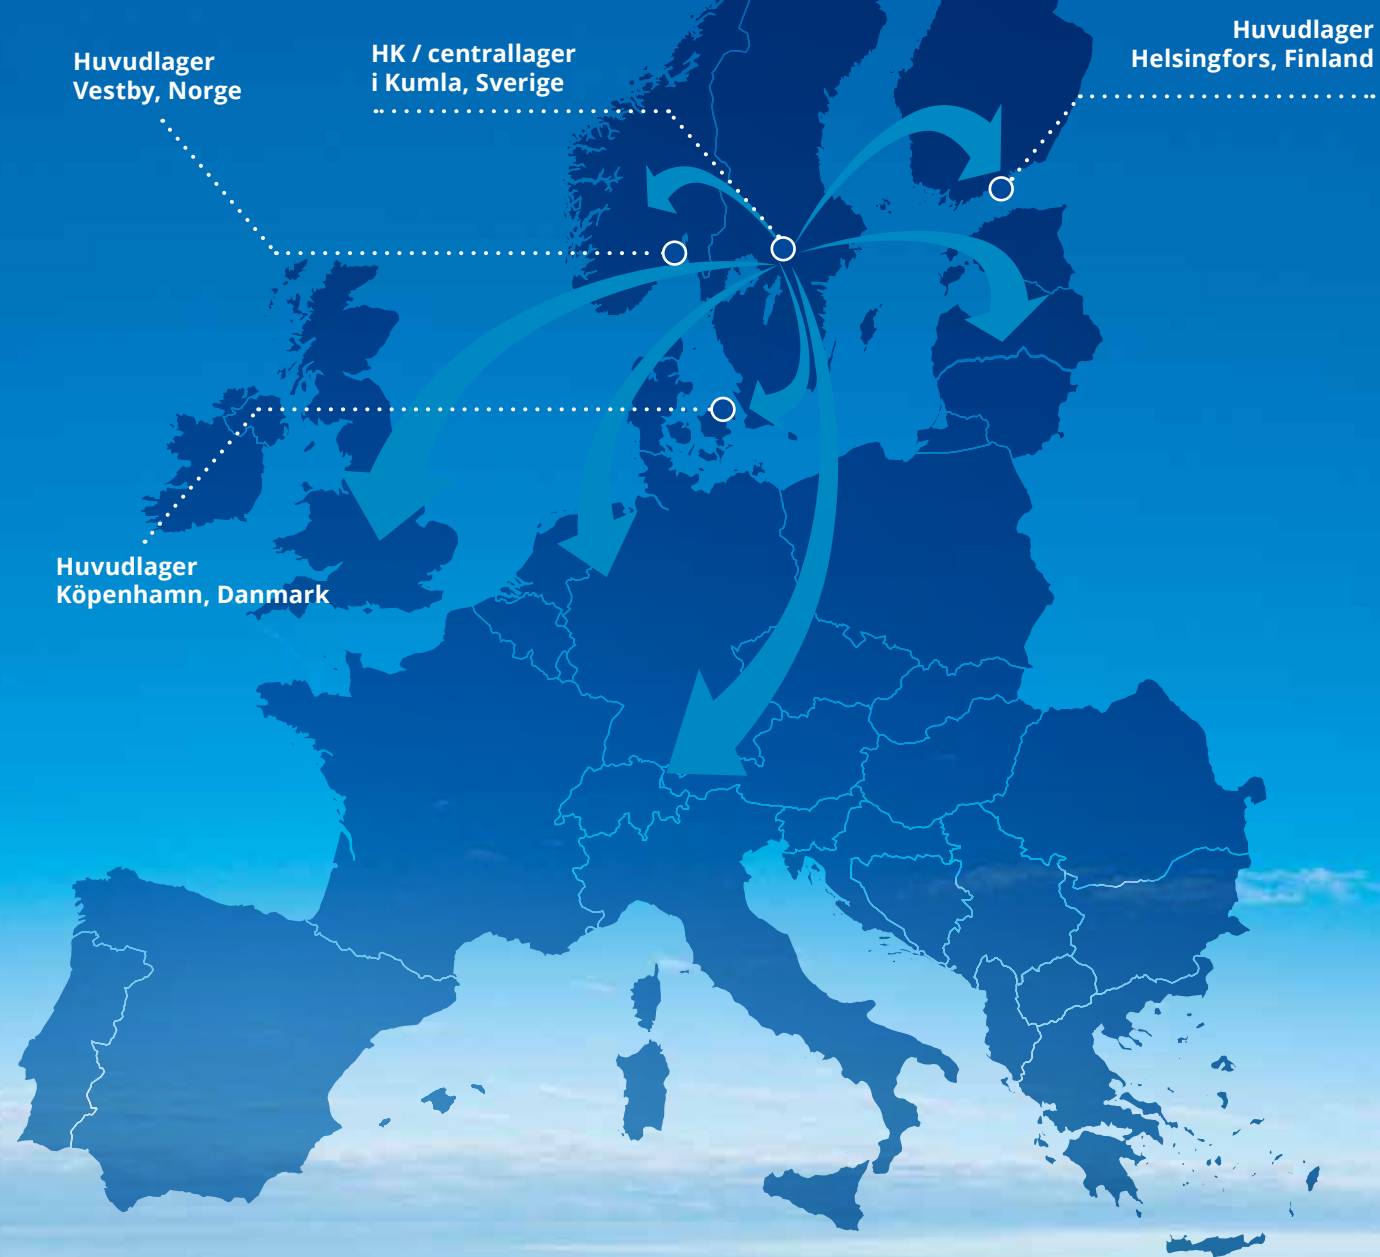 Huvudlager
Vestby, Norge
HK / centrallager
i Kumla, Sverige
Huvudlager
Helsingfors, Finland
Huvudlager
Köpenhamn, Danmark